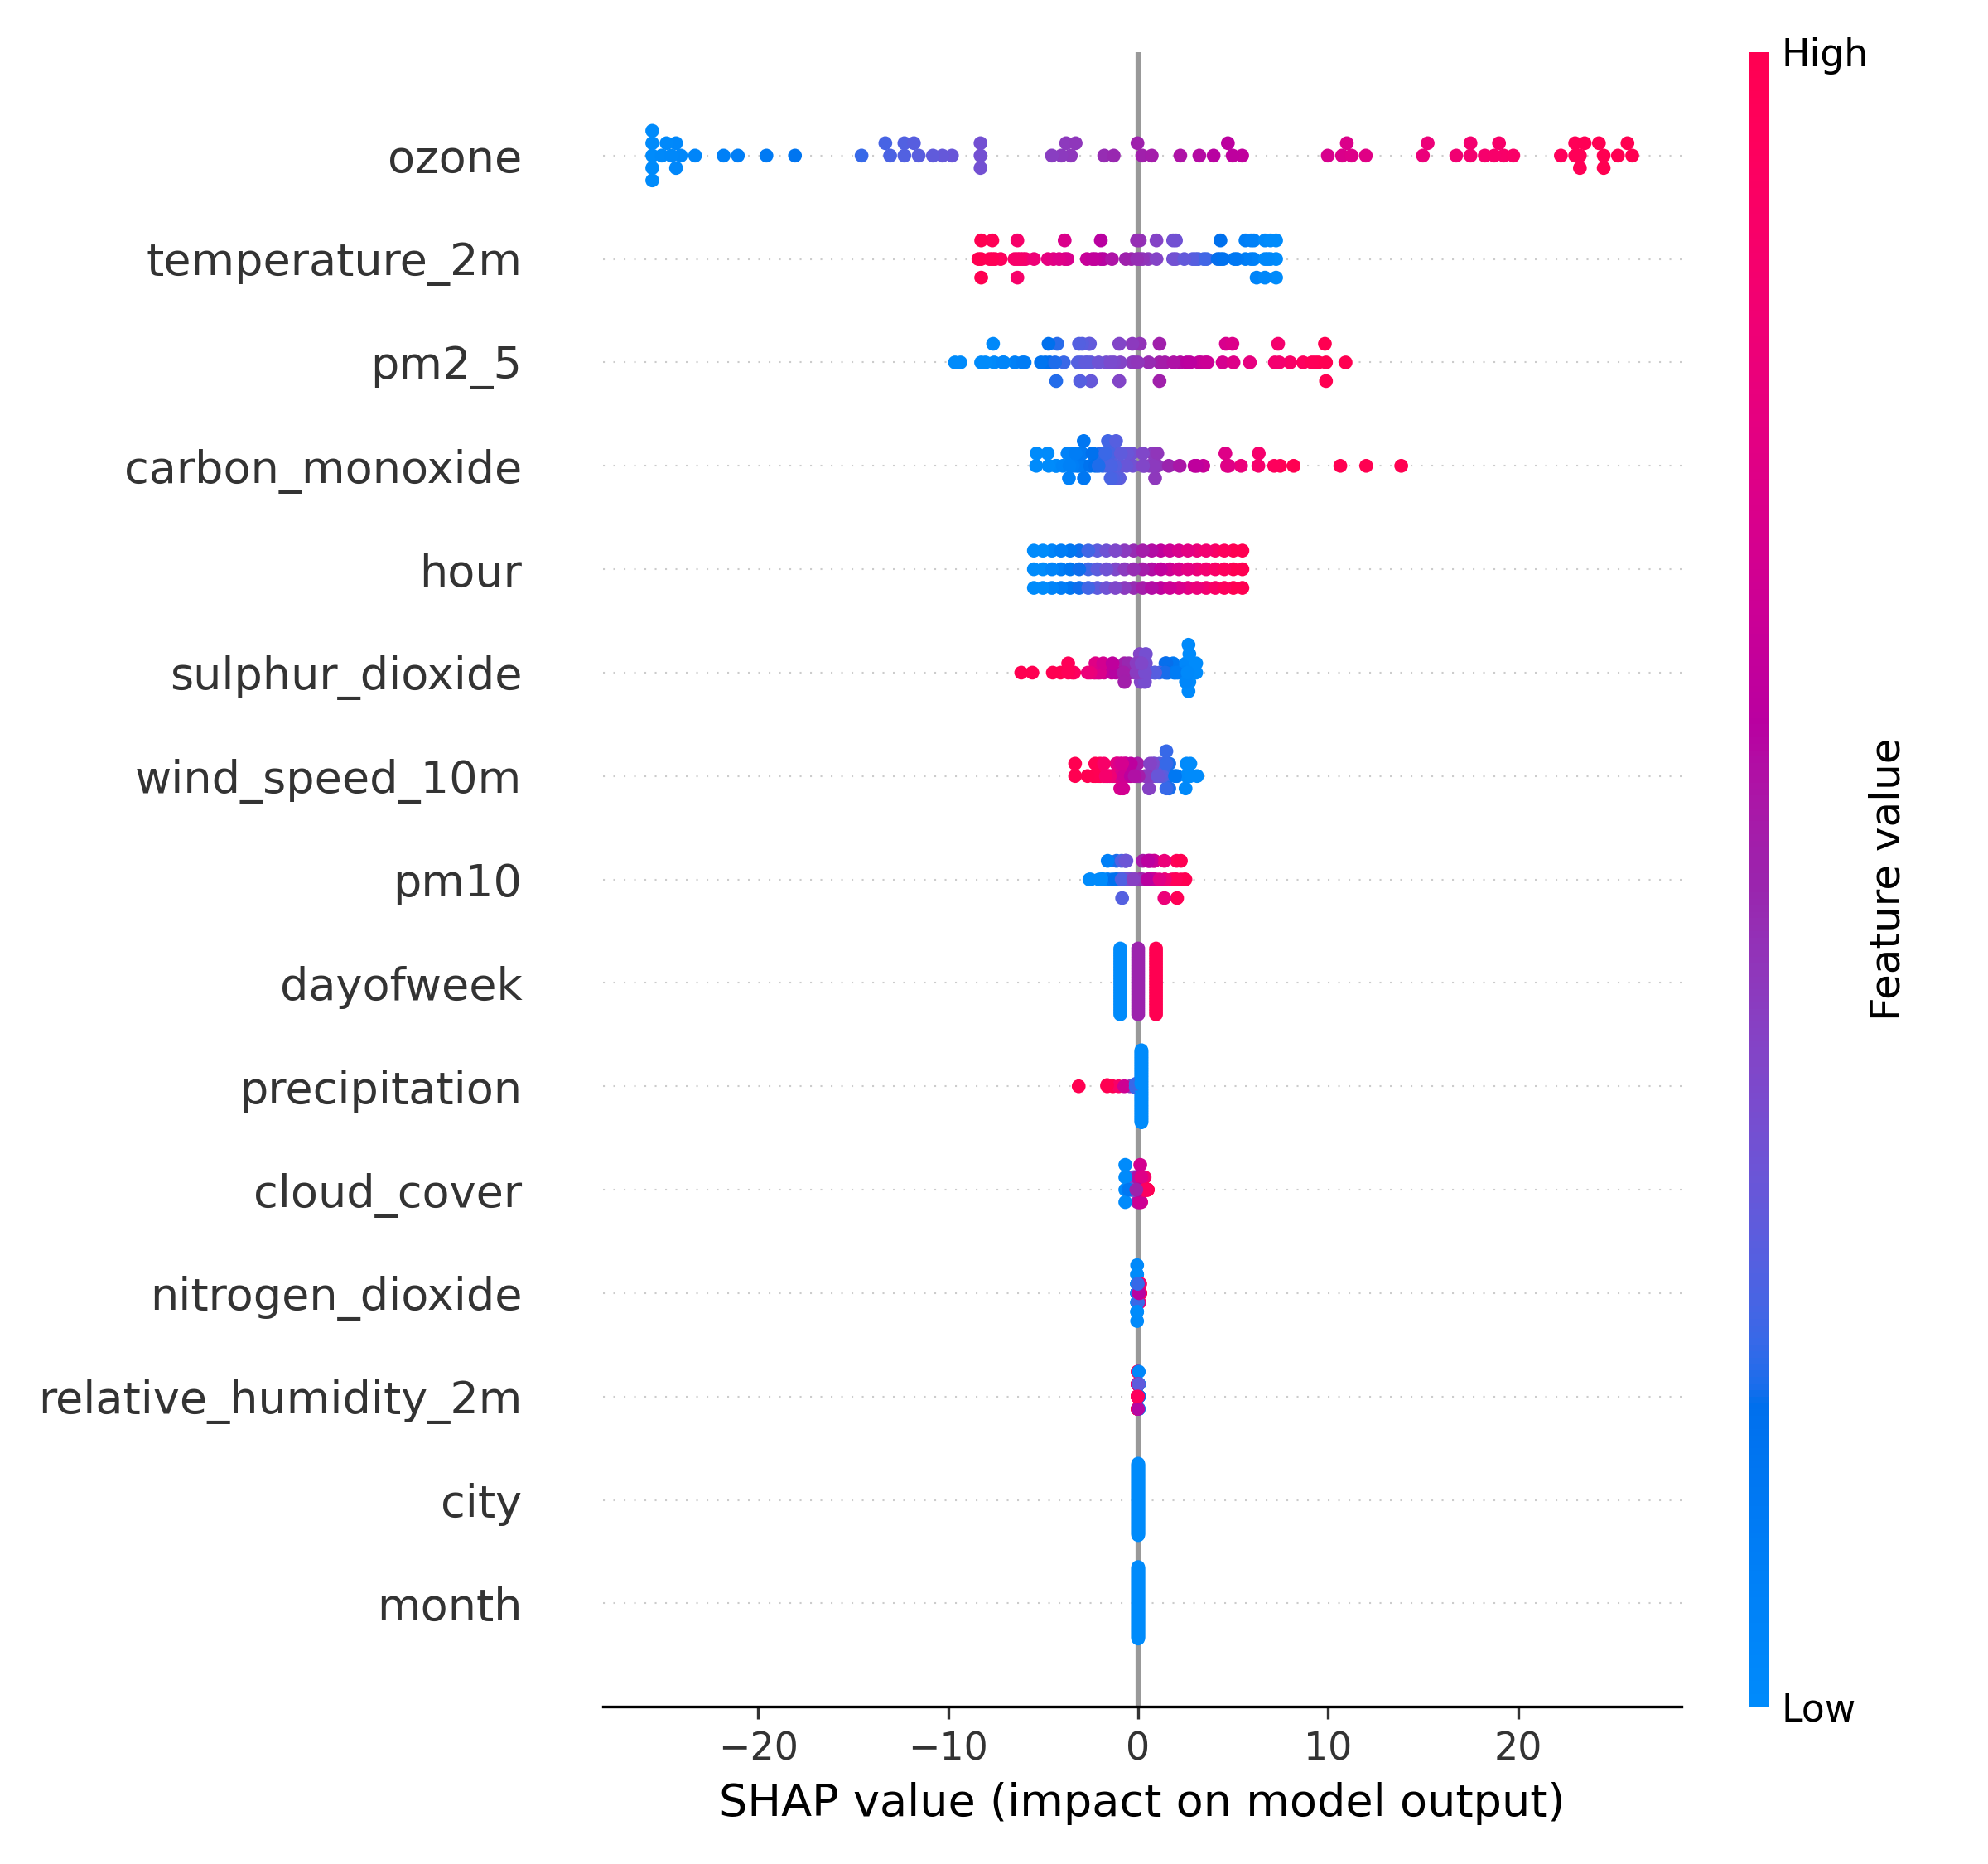 High
ozone
temperature_2m
pm2_5
carbon_monoxide
hour
sulphur_dioxide
wind_speed_10m
pm10
dayofweek
precipitation
cloud_cover
nitrogen_dioxide
relative_humidity_2m
city
month
Feature value
Low
−20 −10 0 10 20
SHAP value (impact on model output)